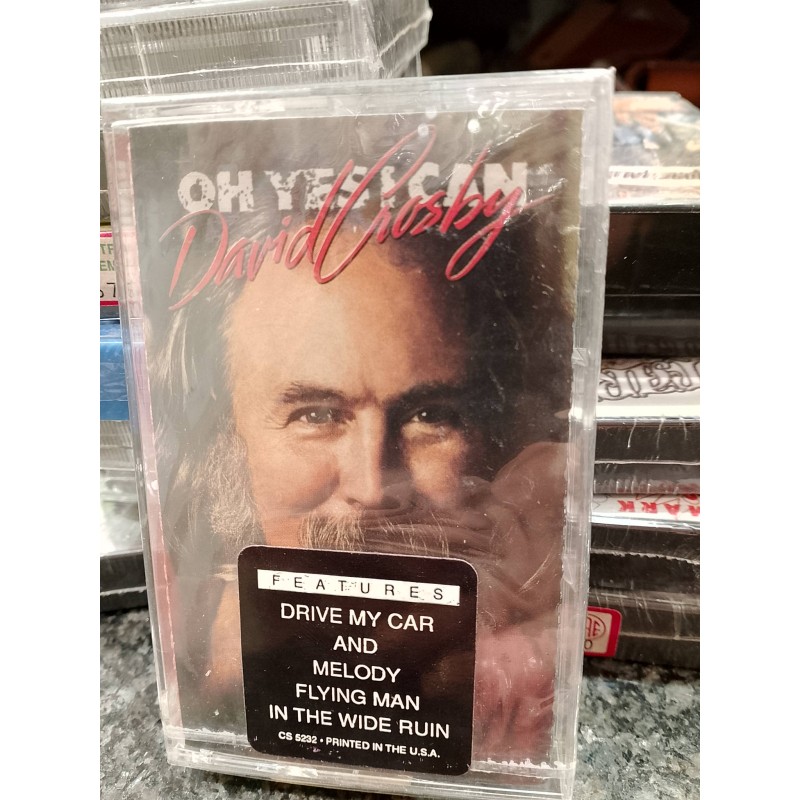 OH YES I CAN
David Crosby
FEATURES
DRIVE MY CAR
AND
MELODY
FLYING MAN
IN THE WIDE RUIN
CS 5232 • PRINTED IN THE U.S.A.
MARK